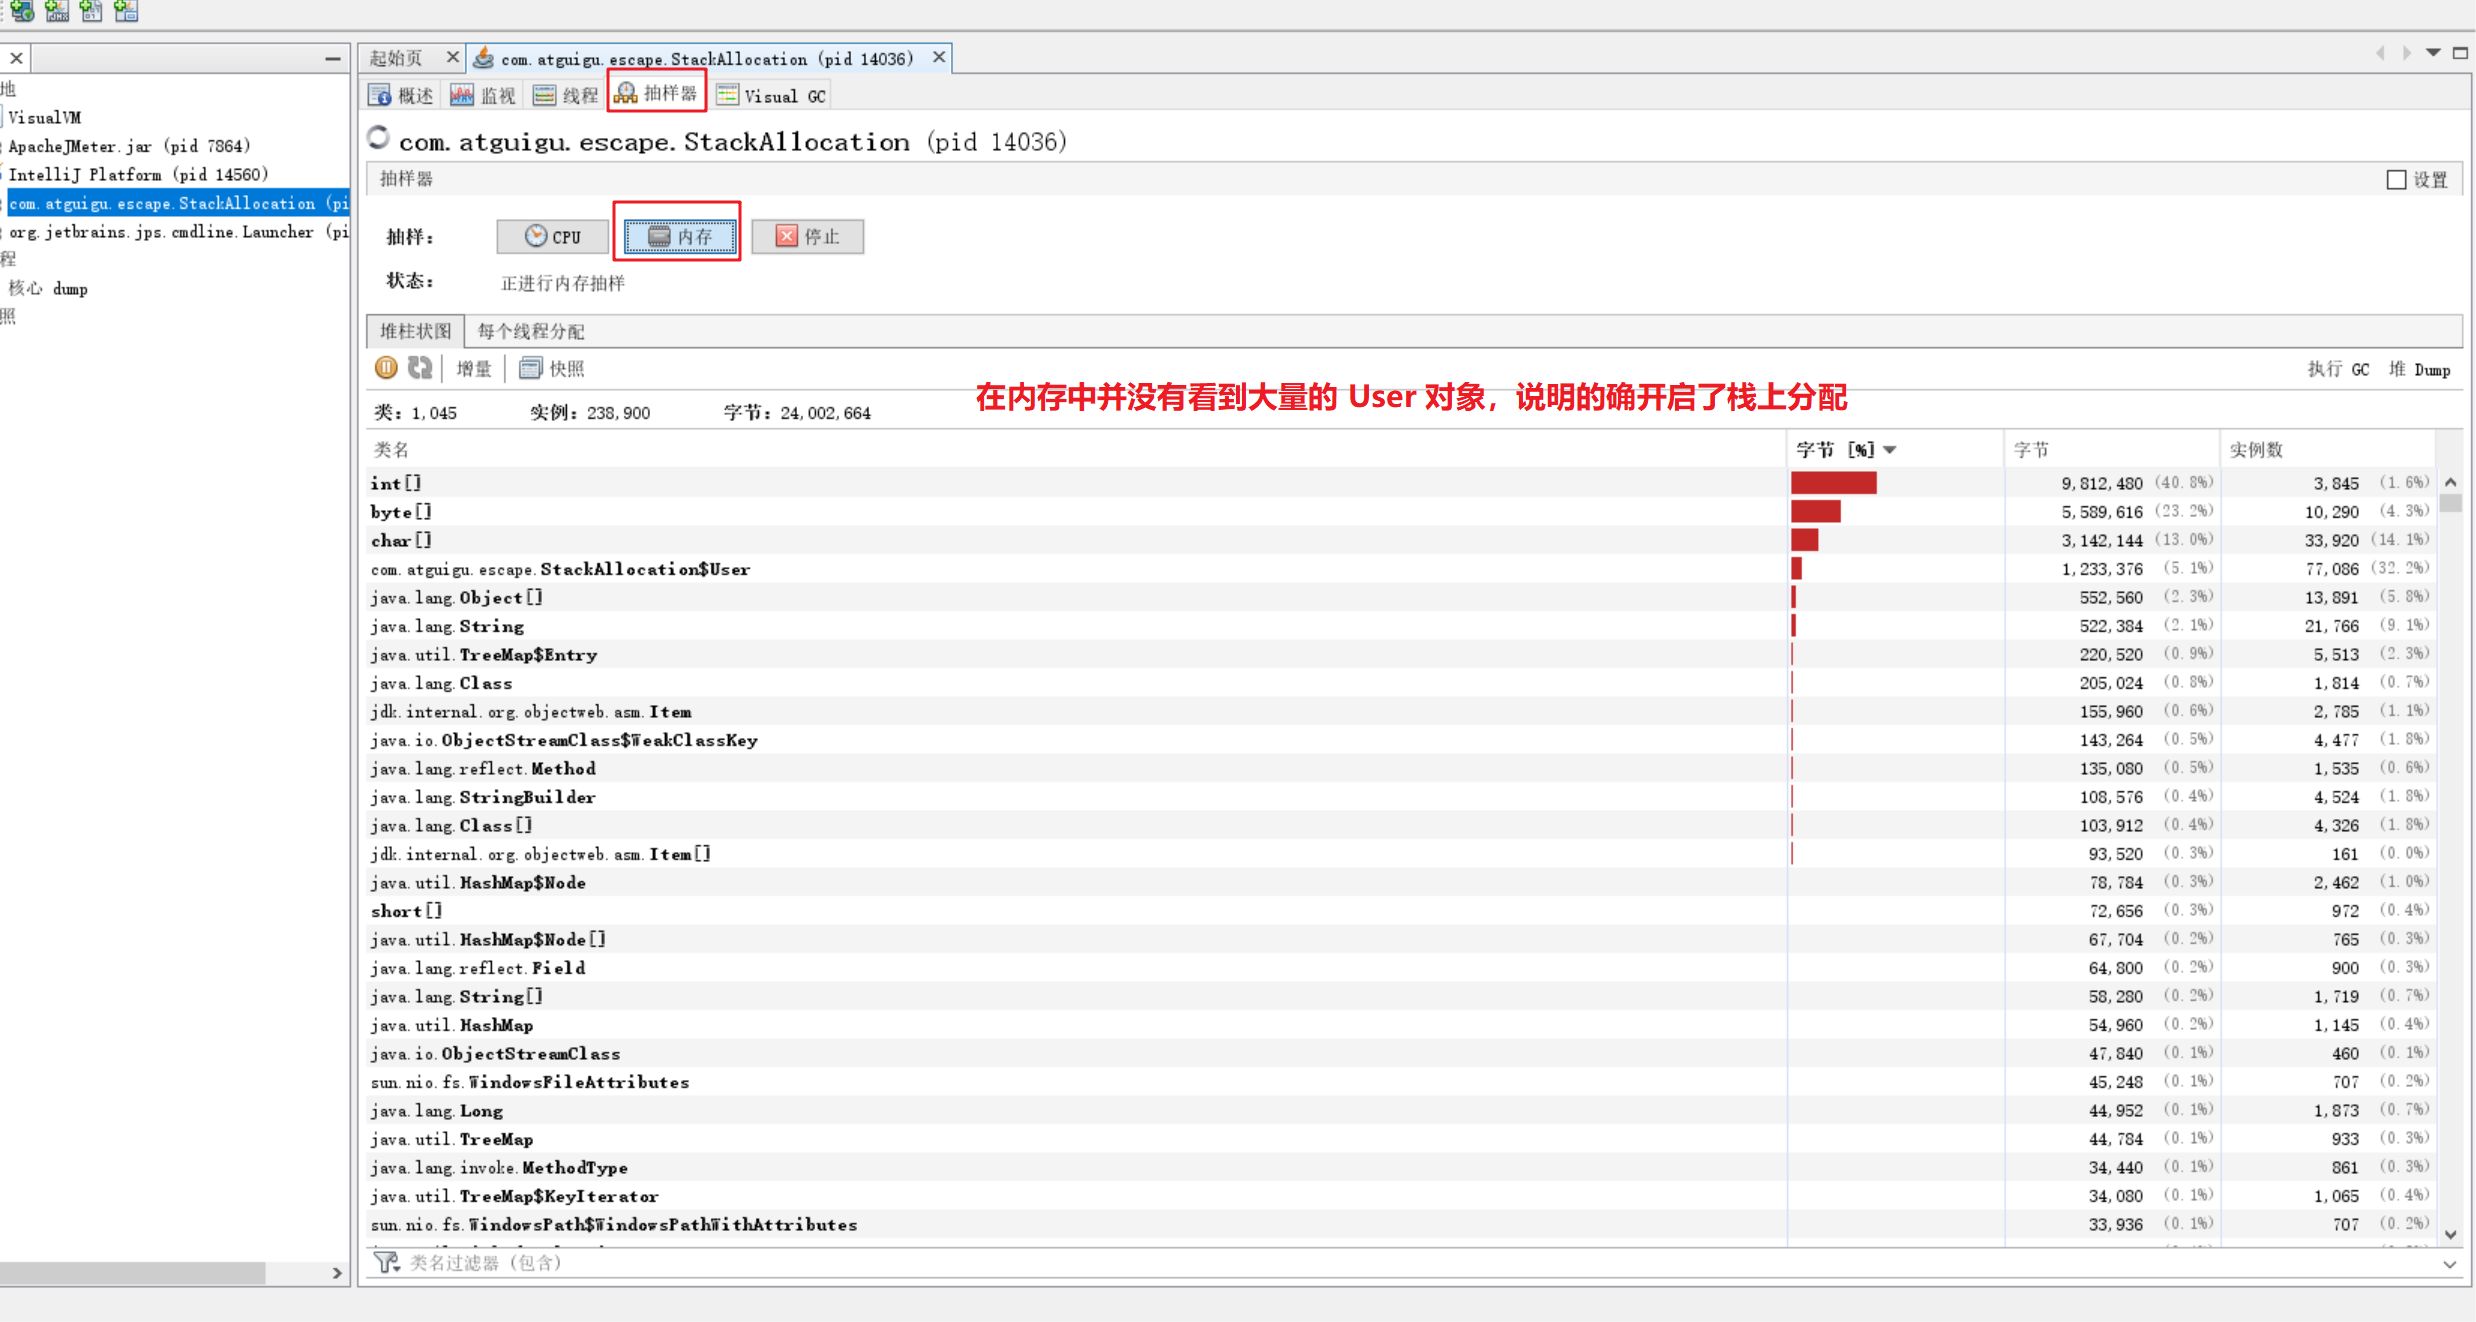 地
VisualVM
ApacheJMeter.jar (pid 7864)
IntelliJ Platform (pid 14560)
com.atguigu.escape.StackAllocation (pi
org.jetbrains.jps.cmdline.Launcher (pi
程
核心 dump
照
起始页 com.atguigu.escape.StackAllocation (pid 14036)
概述 监视 线程 抽样器 Visual GC
com.atguigu.escape.StackAllocation (pid 14036)
抽样器 设置
抽样: CPU 内存 停止
状态: 正进行内存抽样
堆柱状图 每个线程分配
增量 快照 执行 GC 堆 Dump
在内存中并没有看到大量的 User 对象，说明的确开启了栈上分配
类: 1,045 实例: 238,900 字节: 24,002,664
类名 字节 [%] 字节 实例数
int[] 9,812,480 (40.8%) 3,845 (1.6%)
byte[] 5,589,616 (23.2%) 10,290 (4.3%)
char[] 3,142,144 (13.0%) 33,920 (14.1%)
com.atguigu.escape.StackAllocation$User 1,233,376 (5.1%) 77,086 (32.2%)
java.lang.Object[] 552,560 (2.3%) 13,891 (5.8%)
java.lang.String 522,384 (2.1%) 21,766 (9.1%)
java.util.TreeMap$Entry 220,520 (0.9%) 5,513 (2.3%)
java.lang.Class 205,024 (0.8%) 1,814 (0.7%)
jdk.internal.org.objectweb.asm.Item 155,960 (0.6%) 2,785 (1.1%)
java.io.ObjectStreamClass$WeakClassKey 143,264 (0.5%) 4,477 (1.8%)
java.lang.reflect.Method 135,080 (0.5%) 1,535 (0.6%)
java.lang.StringBuilder 108,576 (0.4%) 4,524 (1.8%)
java.lang.Class[] 103,912 (0.4%) 4,326 (1.8%)
jdk.internal.org.objectweb.asm.Item[] 93,520 (0.3%) 161 (0.0%)
java.util.HashMap$Node 78,784 (0.3%) 2,462 (1.0%)
short[] 72,656 (0.3%) 972 (0.4%)
java.util.HashMap$Node[] 67,704 (0.2%) 765 (0.3%)
java.lang.reflect.Field 64,800 (0.2%) 900 (0.3%)
java.lang.String[] 58,280 (0.2%) 1,719 (0.7%)
java.util.HashMap 54,960 (0.2%) 1,145 (0.4%)
java.io.ObjectStreamClass 47,840 (0.1%) 460 (0.1%)
sun.nio.fs.WindowsFileAttributes 45,248 (0.1%) 707 (0.2%)
java.lang.Long 44,952 (0.1%) 1,873 (0.7%)
java.util.TreeMap 44,784 (0.1%) 933 (0.3%)
java.lang.invoke.MethodType 34,440 (0.1%) 861 (0.3%)
java.util.TreeMap$KeyIterator 34,080 (0.1%) 1,065 (0.4%)
sun.nio.fs.WindowsPath$WindowsPathWithAttributes 33,936 (0.1%) 707 (0.2%)
类名过滤器 (包含)